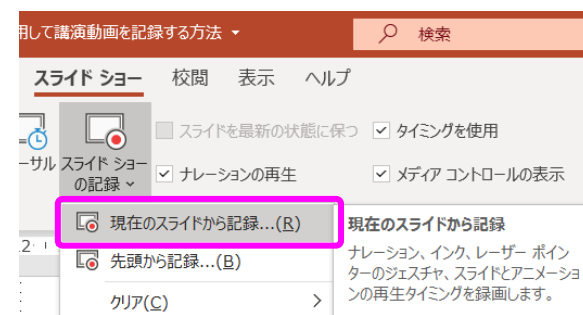 用して講演動画を記録する方法
検索
スライド ショー 校閲 表示 ヘルプ
スライドを最新の状態に保つ タイミングを使用
ーサル スライド ショー
の記録 ナレーションの再生 メディア コントロールの表示
現在のスライドから記録...(R)
先頭から記録...(B)
クリア(C)
現在のスライドから記録
ナレーション、インク、レーザー ポイン
ターのジェスチャ、スライドとアニメーショ
ンの再生タイミングを録画します。
2